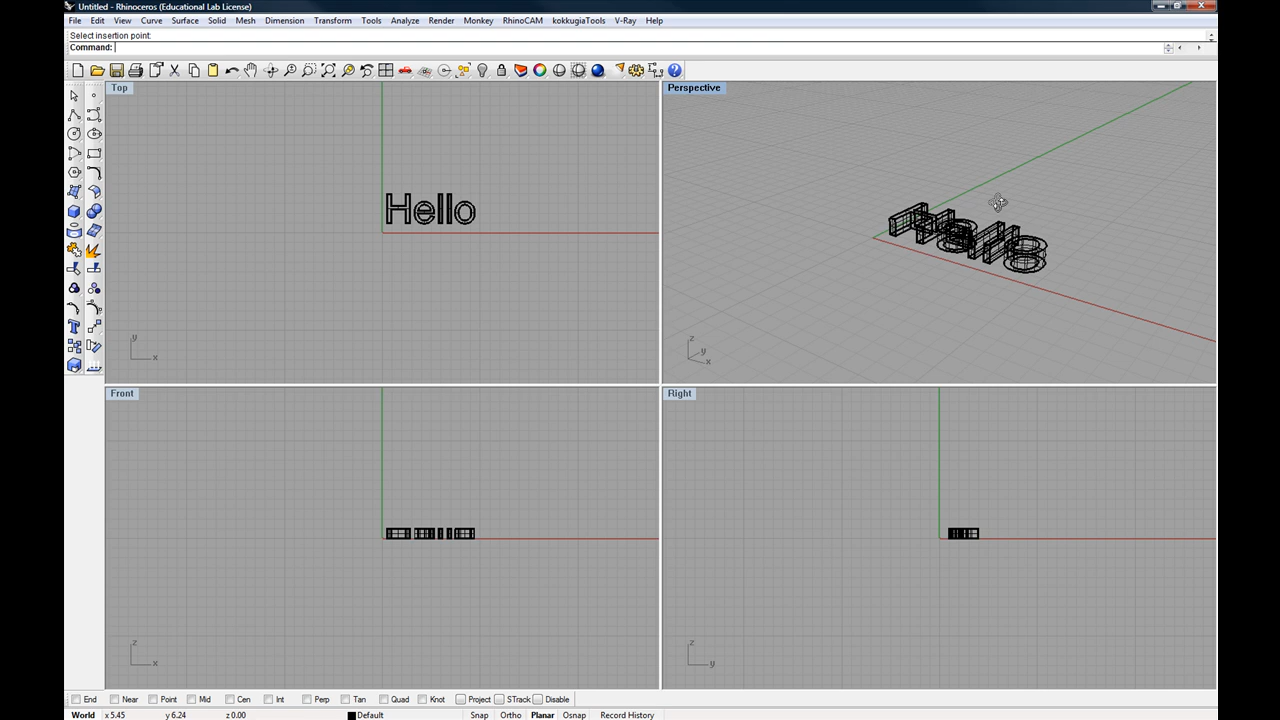 Untitled - Rhinoceros (Educational Lab License)
File Edit View Curve Surface Solid Mesh Dimension Transform Tools Analyze Render Monkey RhinoCAM kokkugiaTools V-Ray Help
Select insertion point:
Command:
Top
Perspective
Hello
Hello
y
x
z
y
x
Front
Right
z
x
z
y
End Near Point Mid Cen Int Perp Tan Quad Knot Project STrack Disable
World x 5.45 y 6.24 z 0.00 Default Snap Ortho Planar Osnap Record History